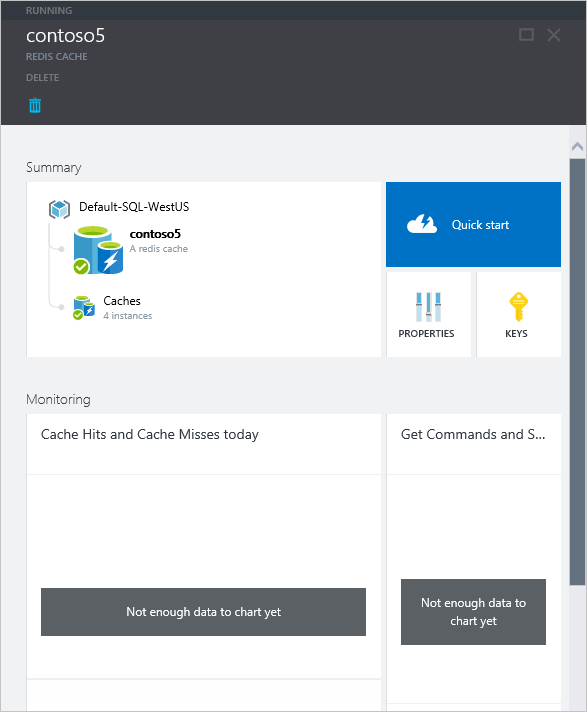 RUNNING
contoso5
REDIS CACHE
DELETE
Summary
Default-SQL-WestUS
contoso5
A redis cache
Caches
4 instances
Quick start
PROPERTIES
KEYS
Monitoring
Cache Hits and Cache Misses today
Get Commands and S...
Not enough data to chart yet
Not enough data to
chart yet